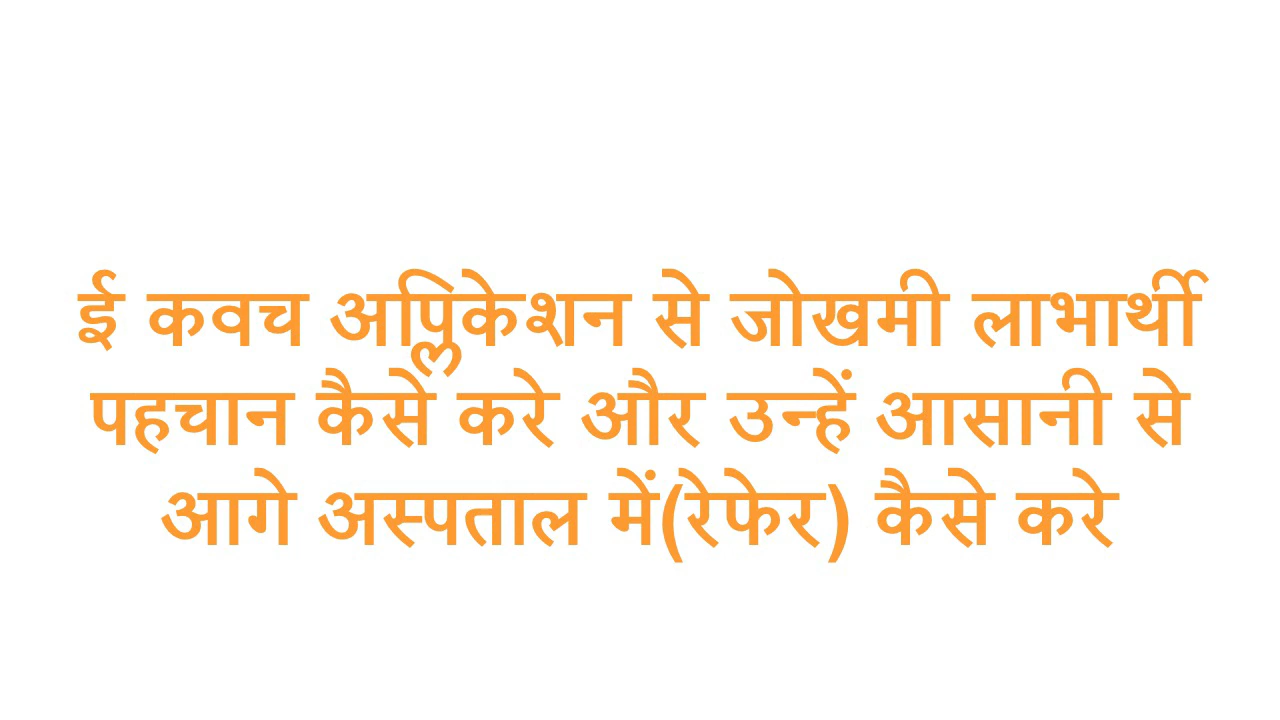 ई कवच अप्लिकेशन से जोखमी लाभार्थी
पहचान कैसे करे और उन्हें आसानी से
आगे अस्पताल में(रेफेर) कैसे करे